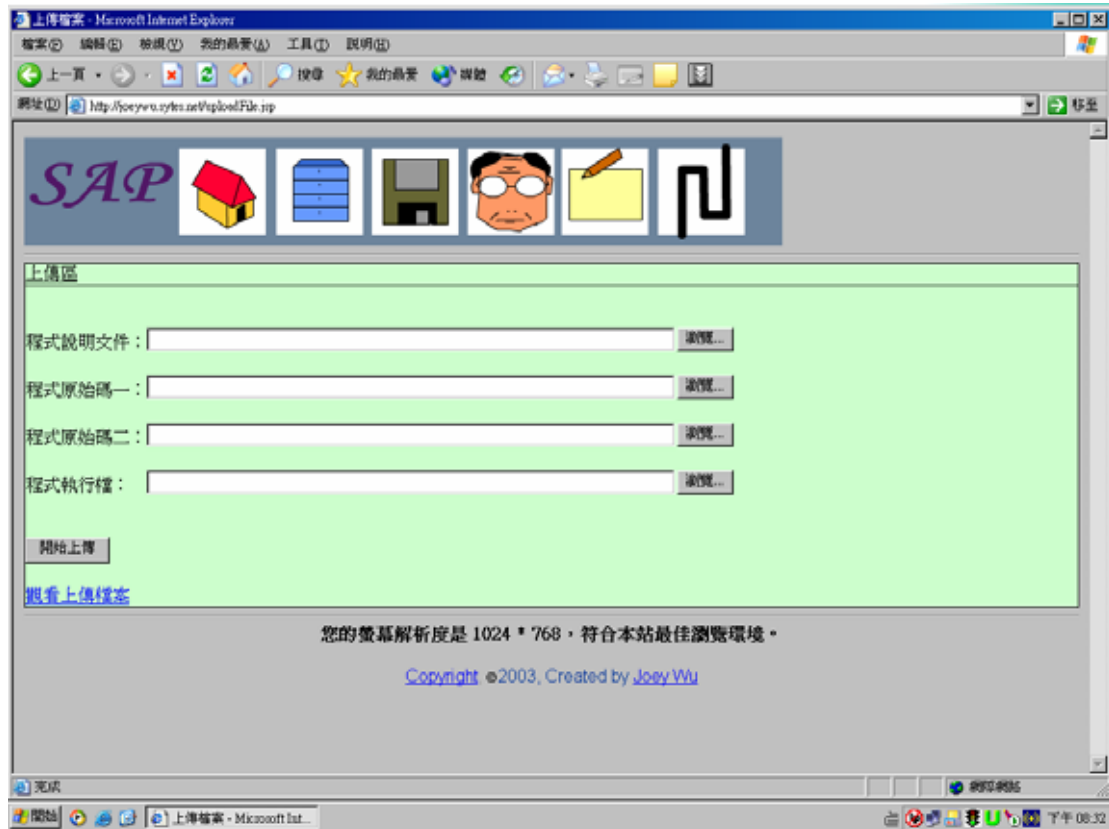 上傳檔案 - Microsoft Internet Explorer
檔案(F) 編輯(E) 檢視(V) 我的最愛(A) 工具(T) 說明(H)
上一頁 搜尋 我的最愛 媒體
網址(D) http://joeywu.sytes.net/uploadFile.jsp 移至
SAP
上傳區
程式說明文件： 瀏覽...
程式原始碼一： 瀏覽...
程式原始碼二： 瀏覽...
程式執行檔： 瀏覽...
開始上傳
觀看上傳檔案
您的螢幕解析度是 1024 * 768，符合本站最佳瀏覽環境。
Copyright ©2003, Created by Joey Wu
完成 網際網路
開始 上傳檔案 - Microsoft Int... 下午 08:32